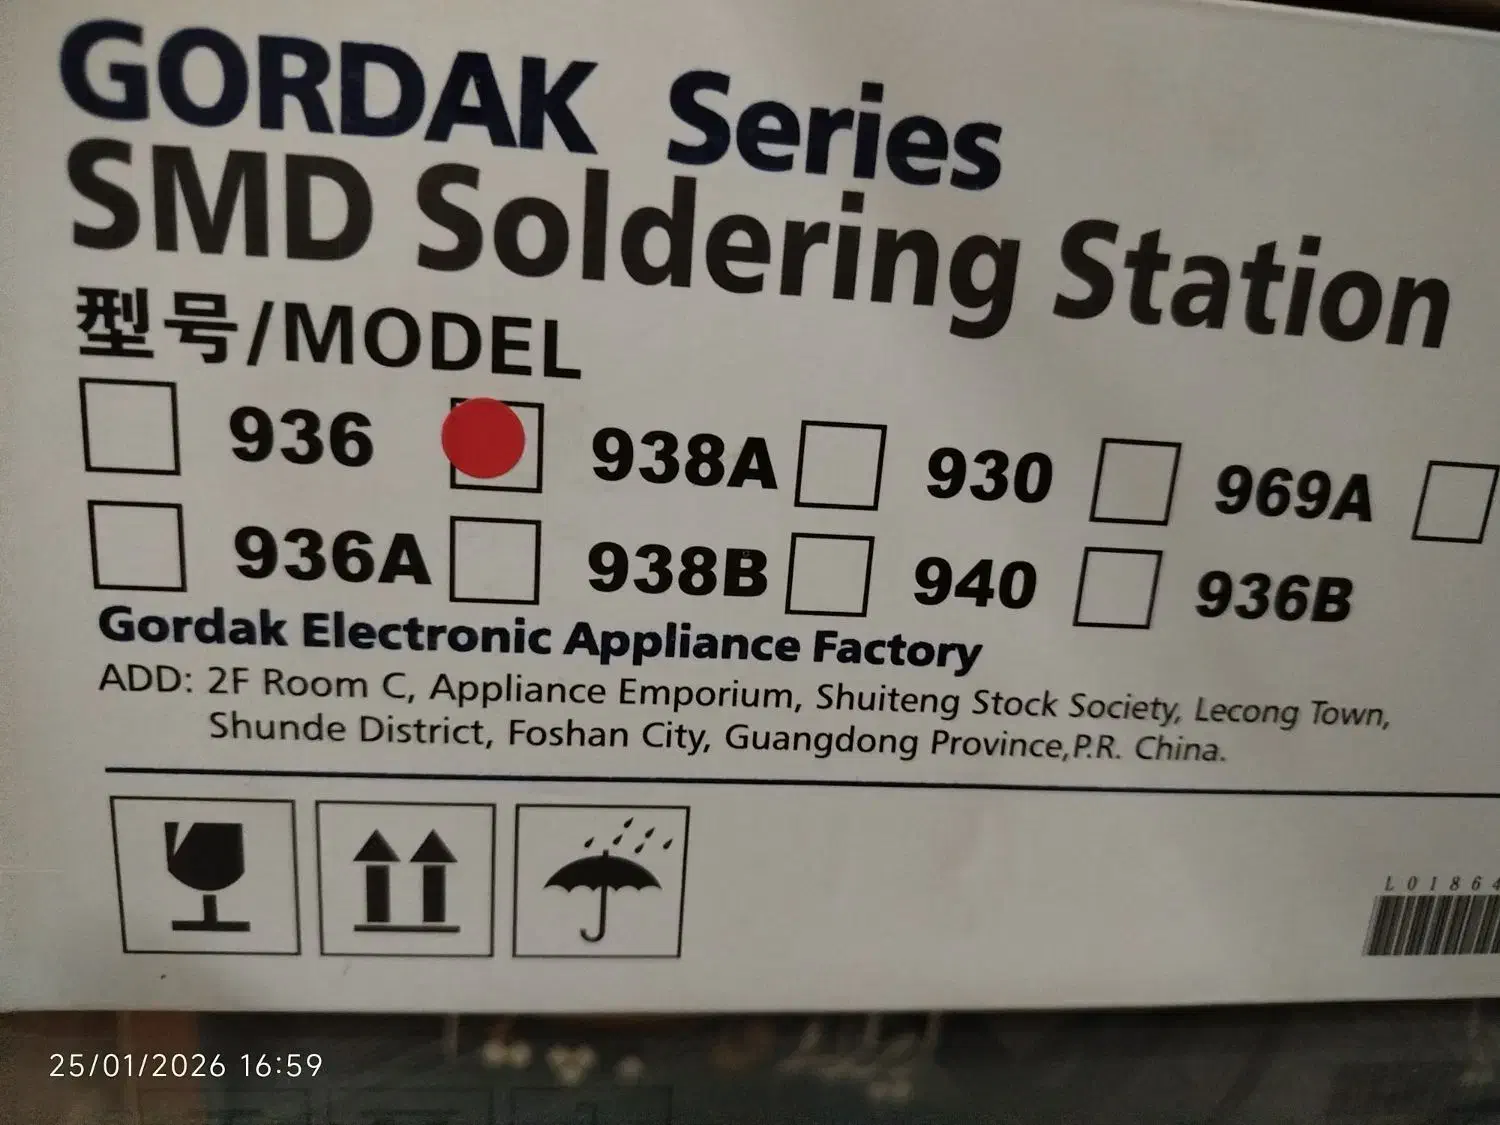 GORDAK Series
SMD Soldering Station
型号/MODEL
936 938A 930 969A
936A 938B 940 936B
Gordak Electronic Appliance Factory
ADD: 2F Room C, Appliance Emporium, Shuiteng Stock Society, Lecong Town,
Shunde District, Foshan City, Guangdong Province,P.R. China.
L01864
25/01/2026 16:59